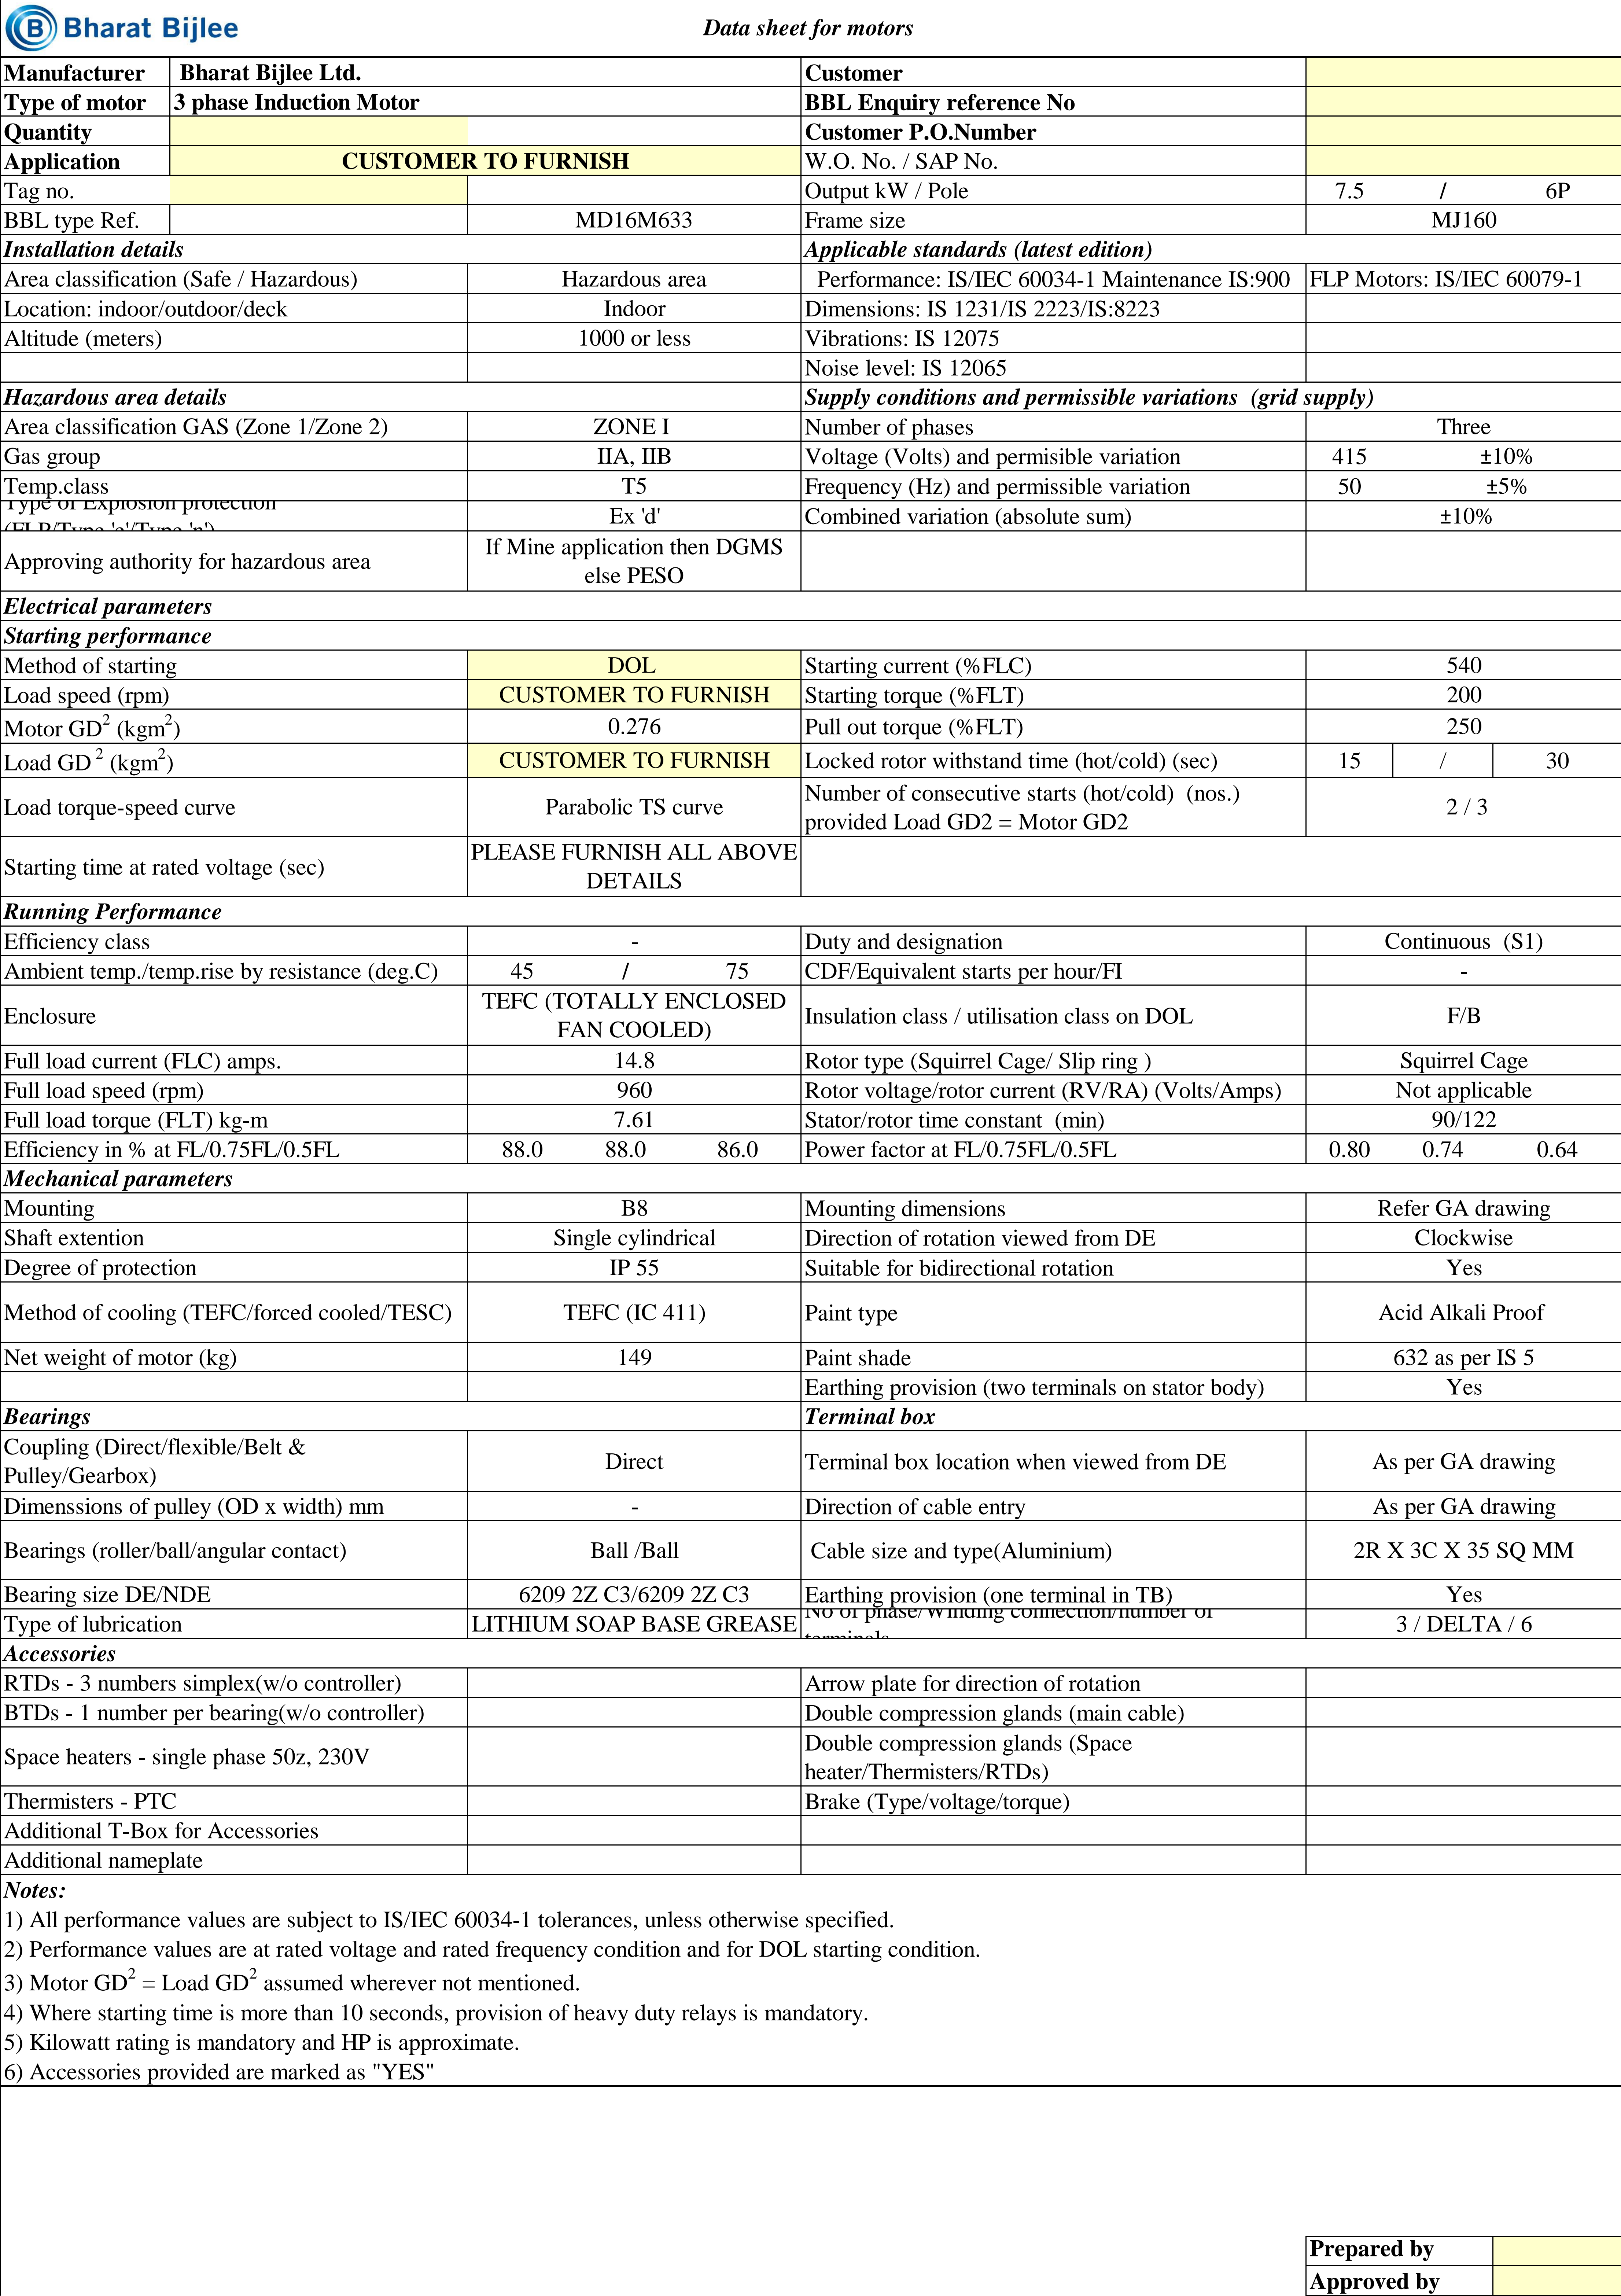 Bharat Bijlee
Data sheet for motors
Manufacturer Bharat Bijlee Ltd. Customer
Type of motor 3 phase Induction Motor BBL Enquiry reference No
Quantity Customer P.O.Number
Application CUSTOMER TO FURNISH W.O. No. / SAP No.
Tag no. Output kW / Pole 7.5 / 6P
BBL type Ref. MD16M633 Frame size MJ160
Installation details Applicable standards (latest edition)
Area classification (Safe / Hazardous) Hazardous area Performance: IS/IEC 60034-1 Maintenance IS:900 FLP Motors: IS/IEC 60079-1
Location: indoor/outdoor/deck Indoor Dimensions: IS 1231/IS 2223/IS:8223
Altitude (meters) 1000 or less Vibrations: IS 12075
Noise level: IS 12065
Hazardous area details Supply conditions and permissible variations (grid supply)
Area classification GAS (Zone 1/Zone 2) ZONE I Number of phases Three
Gas group IIA, IIB Voltage (Volts) and permisible variation 415 ±10%
Temp.class T5 Frequency (Hz) and permissible variation 50 ±5%
Type of Explosion protection
(FLP/Type 'e'/Type 'n') Ex 'd' Combined variation (absolute sum) ±10%
Approving authority for hazardous area If Mine application then DGMS
else PESO
Electrical parameters
Starting performance
Method of starting DOL Starting current (%FLC) 540
Load speed (rpm) CUSTOMER TO FURNISH Starting torque (%FLT) 200
Motor GD2 (kgm2) 0.276 Pull out torque (%FLT) 250
Load GD 2 (kgm2) CUSTOMER TO FURNISH Locked rotor withstand time (hot/cold) (sec) 15 / 30
Load torque-speed curve Parabolic TS curve Number of consecutive starts (hot/cold) (nos.)
provided Load GD2 = Motor GD2 2 / 3
Starting time at rated voltage (sec) PLEASE FURNISH ALL ABOVE
DETAILS
Running Performance
Efficiency class - Duty and designation Continuous (S1)
Ambient temp./temp.rise by resistance (deg.C) 45 / 75 CDF/Equivalent starts per hour/FI -
Enclosure TEFC (TOTALLY ENCLOSED
FAN COOLED) Insulation class / utilisation class on DOL F/B
Full load current (FLC) amps. 14.8 Rotor type (Squirrel Cage/ Slip ring ) Squirrel Cage
Full load speed (rpm) 960 Rotor voltage/rotor current (RV/RA) (Volts/Amps) Not applicable
Full load torque (FLT) kg-m 7.61 Stator/rotor time constant (min) 90/122
Efficiency in % at FL/0.75FL/0.5FL 88.0 88.0 86.0 Power factor at FL/0.75FL/0.5FL 0.80 0.74 0.64
Mechanical parameters
Mounting B8 Mounting dimensions Refer GA drawing
Shaft extention Single cylindrical Direction of rotation viewed from DE Clockwise
Degree of protection IP 55 Suitable for bidirectional rotation Yes
Method of cooling (TEFC/forced cooled/TESC) TEFC (IC 411) Paint type Acid Alkali Proof
Net weight of motor (kg) 149 Paint shade 632 as per IS 5
Earthing provision (two terminals on stator body) Yes
Bearings Terminal box
Coupling (Direct/flexible/Belt &
Pulley/Gearbox) Direct Terminal box location when viewed from DE As per GA drawing
Dimenssions of pulley (OD x width) mm - Direction of cable entry As per GA drawing
Bearings (roller/ball/angular contact) Ball /Ball Cable size and type(Aluminium) 2R X 3C X 35 SQ MM
Bearing size DE/NDE 6209 2Z C3/6209 2Z C3 Earthing provision (one terminal in TB) Yes
Type of lubrication LITHIUM SOAP BASE GREASE No of phase/Winding connection/number of
terminals 3 / DELTA / 6
Accessories
RTDs - 3 numbers simplex(w/o controller) Arrow plate for direction of rotation
BTDs - 1 number per bearing(w/o controller) Double compression glands (main cable)
Space heaters - single phase 50z, 230V Double compression glands (Space
heater/Thermisters/RTDs)
Thermisters - PTC Brake (Type/voltage/torque)
Additional T-Box for Accessories
Additional nameplate
Notes:
1) All performance values are subject to IS/IEC 60034-1 tolerances, unless otherwise specified.
2) Performance values are at rated voltage and rated frequency condition and for DOL starting condition.
3) Motor GD2 = Load GD2 assumed wherever not mentioned.
4) Where starting time is more than 10 seconds, provision of heavy duty relays is mandatory.
5) Kilowatt rating is mandatory and HP is approximate.
6) Accessories provided are marked as "YES"
Prepared by
Approved by